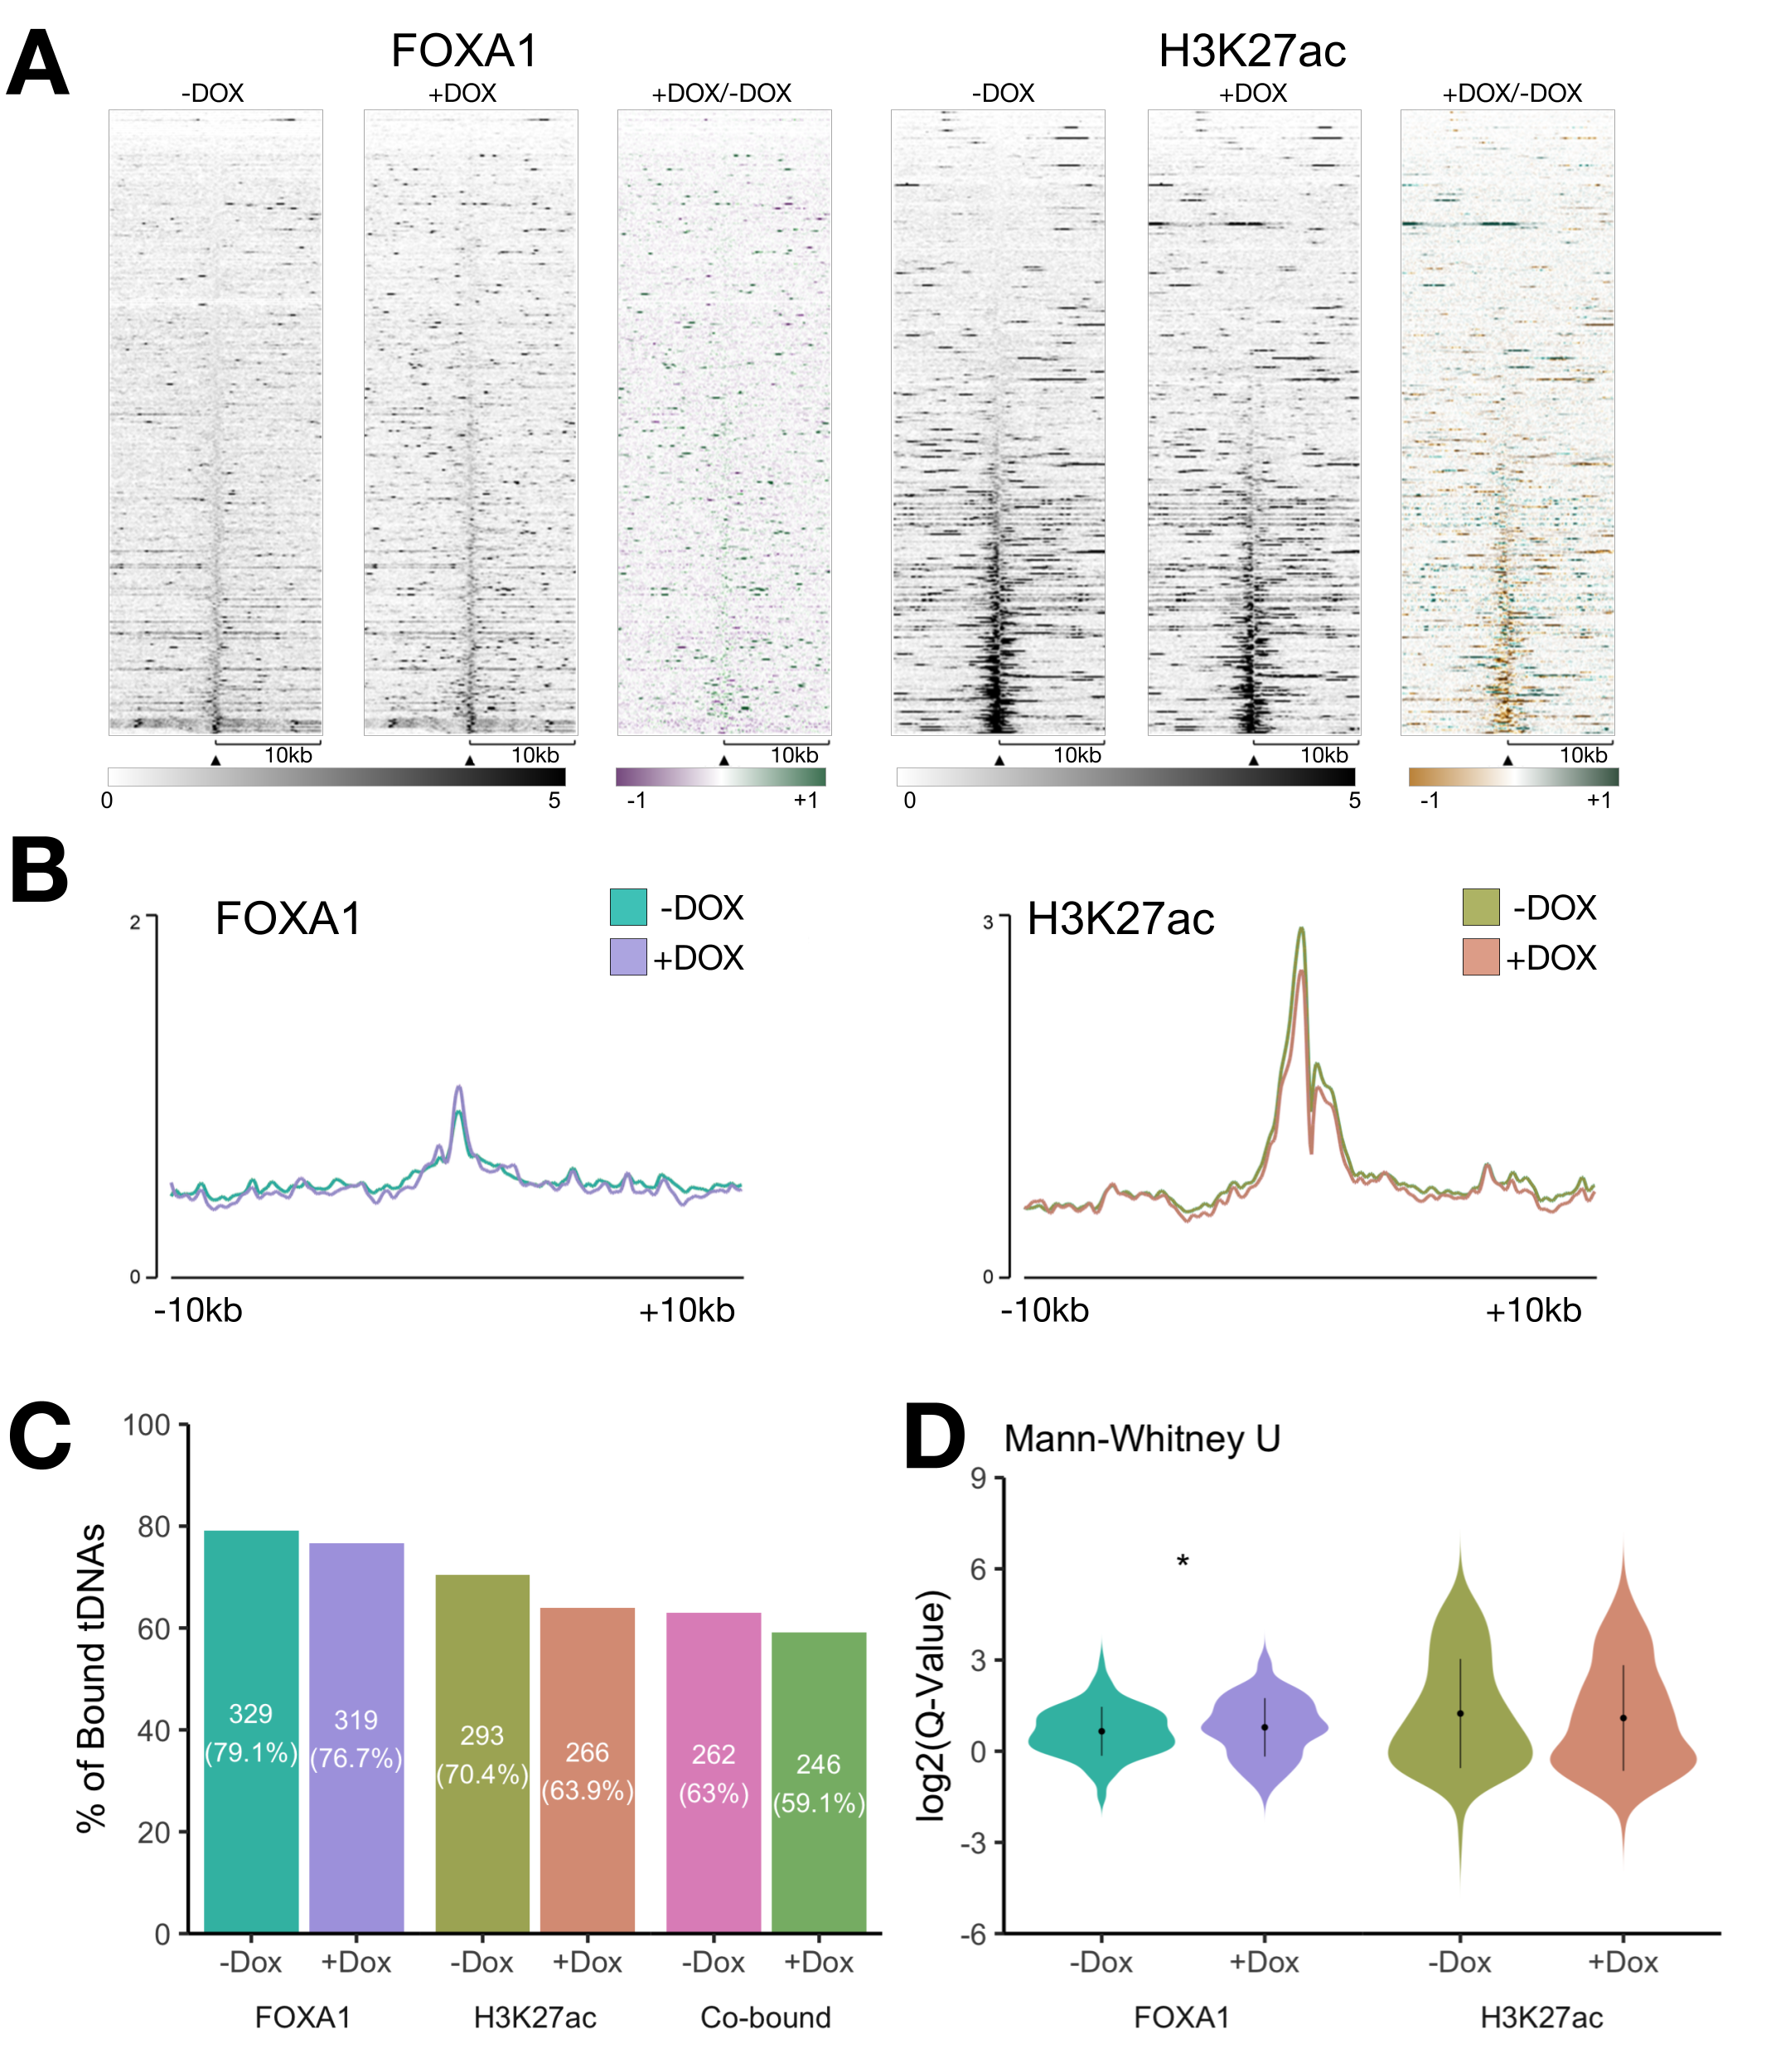 A
FOXA1
H3K27ac
-DOX
+DOX
+DOX/-DOX
-DOX
+DOX
+DOX/-DOX
10kb
10kb
10kb
10kb
10kb
10kb
0
5
-1
+1
0
5
-1
+1
B
FOXA1
-DOX
+DOX
2
0
-10kb
+10kb
H3K27ac
-DOX
+DOX
3
0
-10kb
+10kb
C
% of Bound tDNAs
100
80
60
40
20
0
329
(79.1%)
319
(76.7%)
293
(70.4%)
266
(63.9%)
262
(63%)
246
(59.1%)
-Dox
+Dox
-Dox
+Dox
-Dox
+Dox
FOXA1
H3K27ac
Co-bound
D
Mann-Whitney U
log2(Q-Value)
9
6
3
0
-3
-6
*
-Dox
+Dox
-Dox
+Dox
FOXA1
H3K27ac